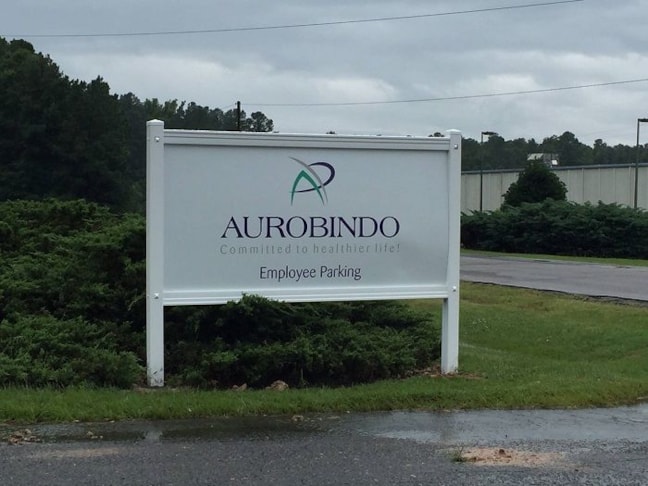 AUROBINDO
Committed to healthier life!
Employee Parking